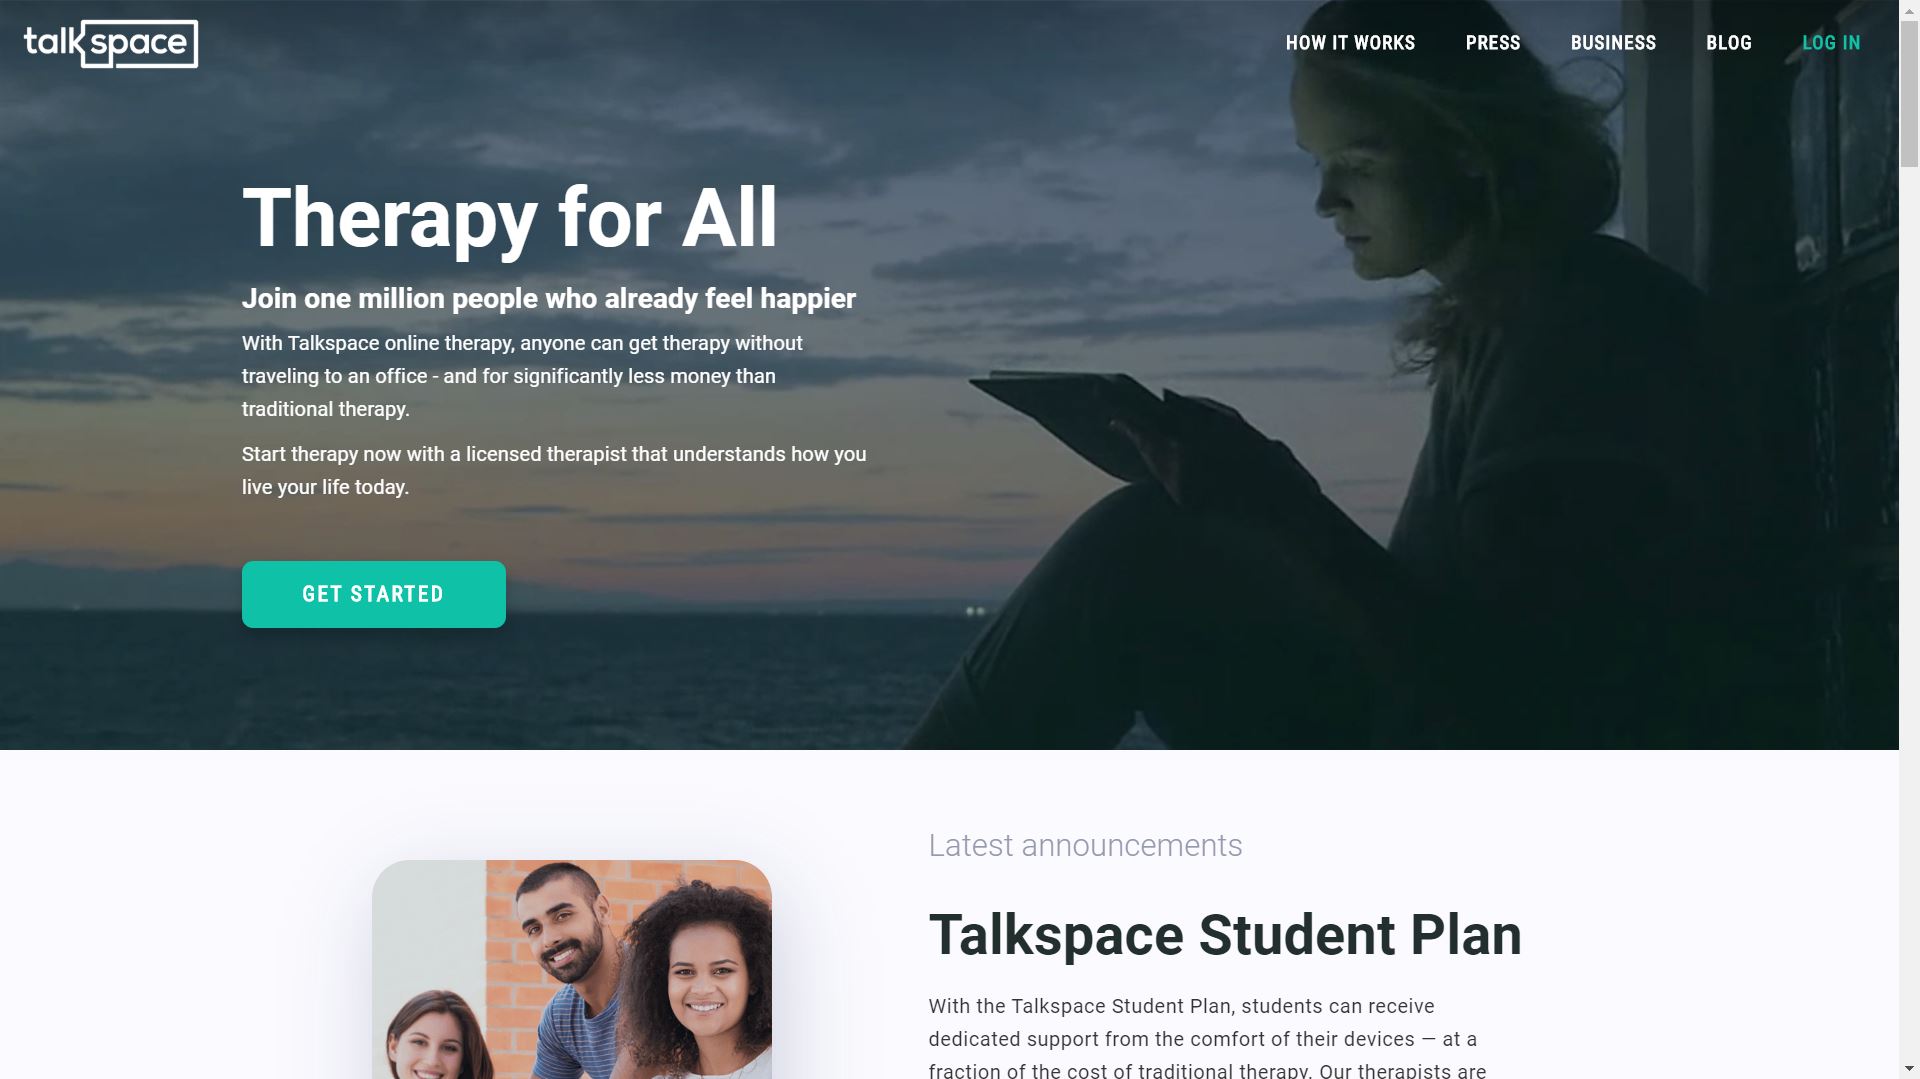 talkspace
HOW IT WORKS
PRESS
BUSINESS
BLOG
LOG IN
Therapy for All
Join one million people who already feel happier
With Talkspace online therapy, anyone can get therapy without
traveling to an office - and for significantly less money than
traditional therapy.
Start therapy now with a licensed therapist that understands how you
live your life today.
GET STARTED
Latest announcements
Talkspace Student Plan
With the Talkspace Student Plan, students can receive
dedicated support from the comfort of their devices — at a
fraction of the cost of traditional therapy. Our therapists are